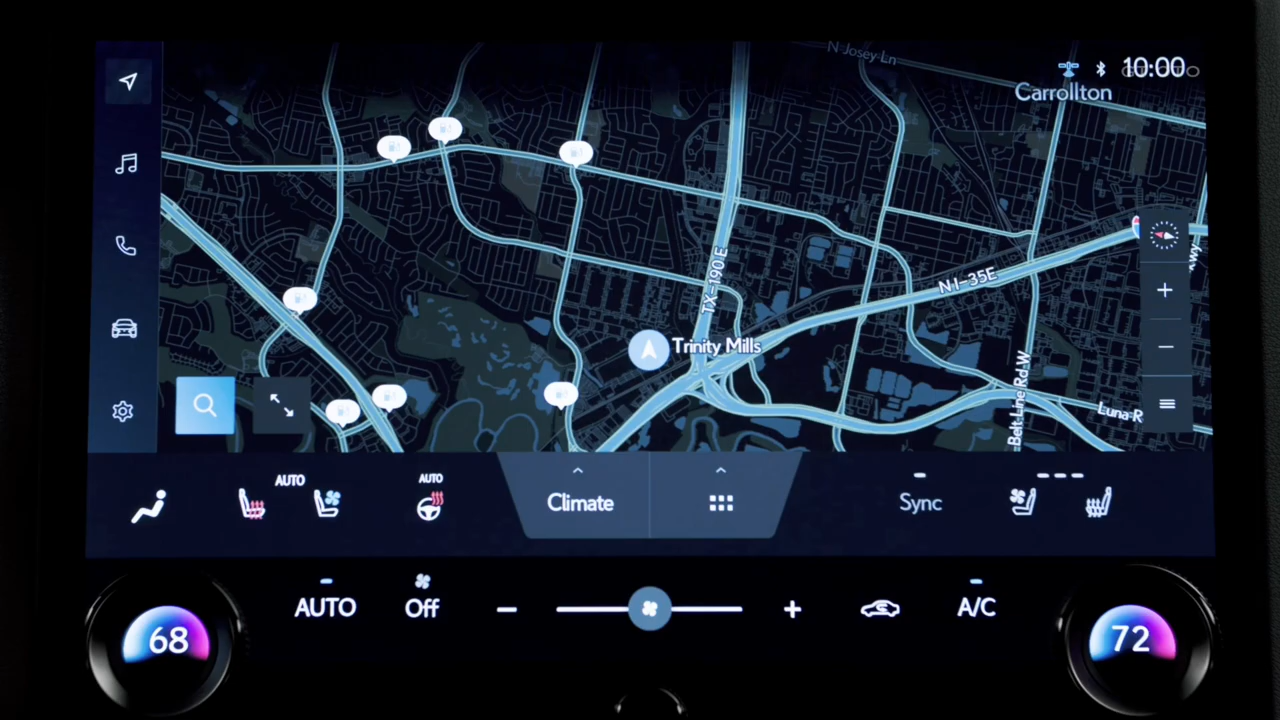 N Josey Ln
10:00
Carrollton
TX-190 E
N I-35E
Trinity Mills
Belt Line Rd W
Luna R
AUTO
AUTO
Climate
Sync
AUTO
Off
A/C
68
72